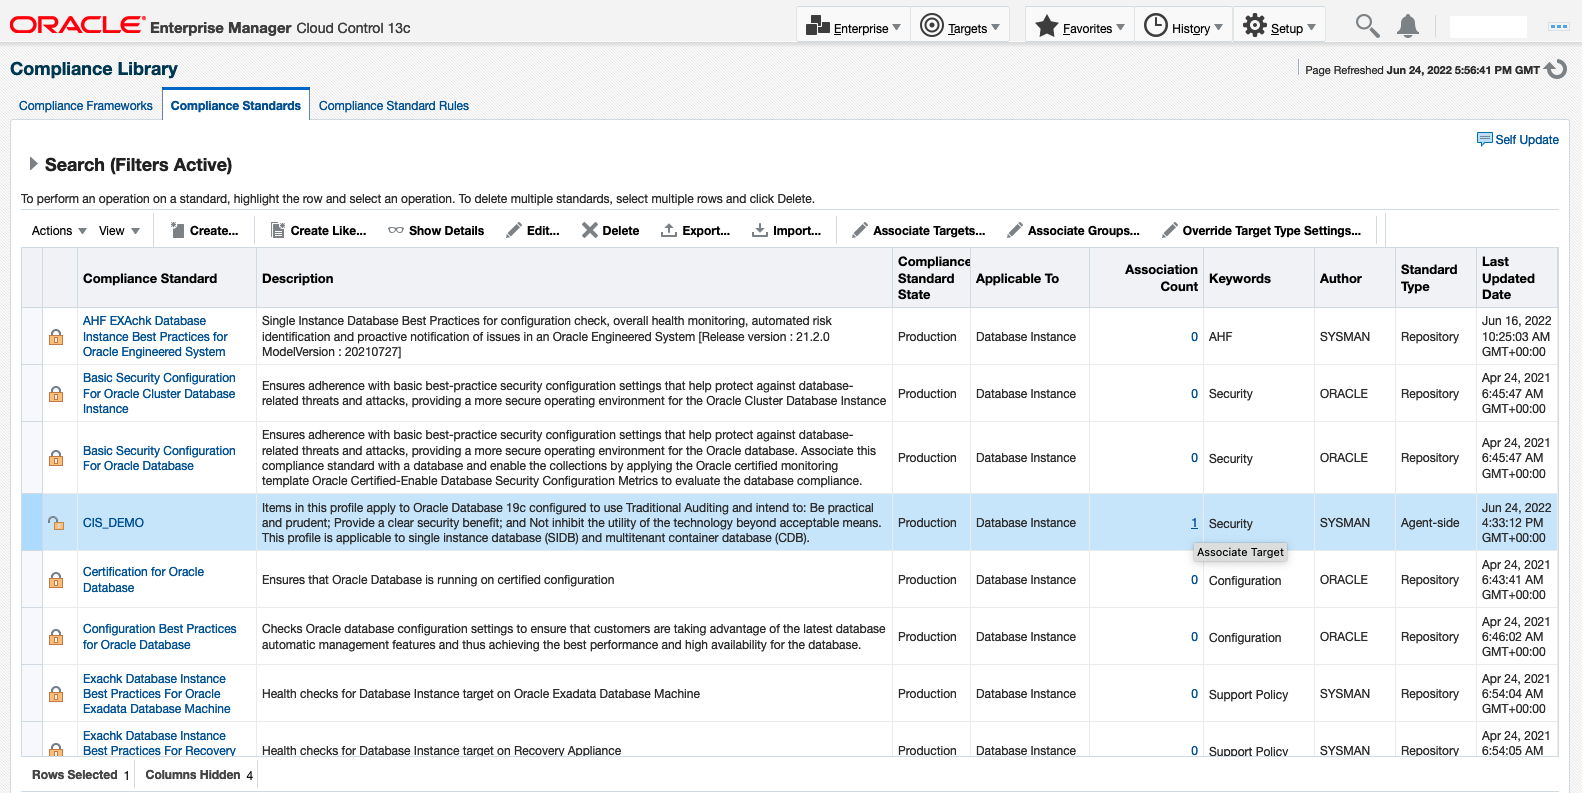 ORACLE Enterprise Manager Cloud Control 13c
Enterprise Targets Favorites History Setup
Compliance Library
Page Refreshed Jun 24, 2022 5:56:41 PM GMT
Compliance Frameworks Compliance Standards Compliance Standard Rules
Self Update
Search (Filters Active)
To perform an operation on a standard, highlight the row and select an operation. To delete multiple standards, select multiple rows and click Delete.
Actions View Create... Create Like... Show Details Edit... Delete Export... Import... Associate Targets... Associate Groups... Override Target Type Settings...
Compliance Standard
Description
Compliance
Standard
State
Applicable To
Association
Count
Keywords
Author
Standard
Type
Last
Updated
Date
AHF EXAchk Database
Instance Best Practices for
Oracle Engineered System
Single Instance Database Best Practices for configuration check, overall health monitoring, automated risk
identification and proactive notification of issues in an Oracle Engineered System [Release version : 21.2.0
ModelVersion : 20210727]
Production
Database Instance
0
AHF
SYSMAN
Repository
Jun 16, 2022
10:25:03 AM
GMT+00:00
Basic Security Configuration
For Oracle Cluster Database
Instance
Ensures adherence with basic best-practice security configuration settings that help protect against database-
related threats and attacks, providing a more secure operating environment for the Oracle Cluster Database Instance
Production
Database Instance
0
Security
ORACLE
Repository
Apr 24, 2021
6:45:47 AM
GMT+00:00
Basic Security Configuration
For Oracle Database
Ensures adherence with basic best-practice security configuration settings that help protect against database-
related threats and attacks, providing a more secure operating environment for the Oracle database. Associate this
compliance standard with a database and enable the collections by applying the Oracle certified monitoring
template Oracle Certified-Enable Database Security Configuration Metrics to evaluate the database compliance.
Production
Database Instance
0
Security
ORACLE
Repository
Apr 24, 2021
6:45:47 AM
GMT+00:00
CIS_DEMO
Items in this profile apply to Oracle Database 19c configured to use Traditional Auditing and intend to: Be practical
and prudent; Provide a clear security benefit; and Not inhibit the utility of the technology beyond acceptable means.
This profile is applicable to single instance database (SIDB) and multitenant container database (CDB).
Production
Database Instance
1
Security
SYSMAN
Agent-side
Jun 24, 2022
4:33:12 PM
GMT+00:00
Associate Target
Certification for Oracle
Database
Ensures that Oracle Database is running on certified configuration
Production
Database Instance
0
Configuration
ORACLE
Repository
Apr 24, 2021
6:43:41 AM
GMT+00:00
Configuration Best Practices
for Oracle Database
Checks Oracle database configuration settings to ensure that customers are taking advantage of the latest database
automatic management features and thus achieving the best performance and high availability for the database.
Production
Database Instance
0
Configuration
ORACLE
Repository
Apr 24, 2021
6:46:02 AM
GMT+00:00
Exachk Database Instance
Best Practices For Oracle
Exadata Database Machine
Health checks for Database Instance target on Oracle Exadata Database Machine
Production
Database Instance
0
Support Policy
SYSMAN
Repository
Apr 24, 2021
6:54:04 AM
GMT+00:00
Exachk Database Instance
Best Practices For Recovery
Health checks for Database Instance target on Recovery Appliance
Production
Database Instance
0
Support Policy
SYSMAN
Repository
Apr 24, 2021
6:54:05 AM
Rows Selected 1 Columns Hidden 4